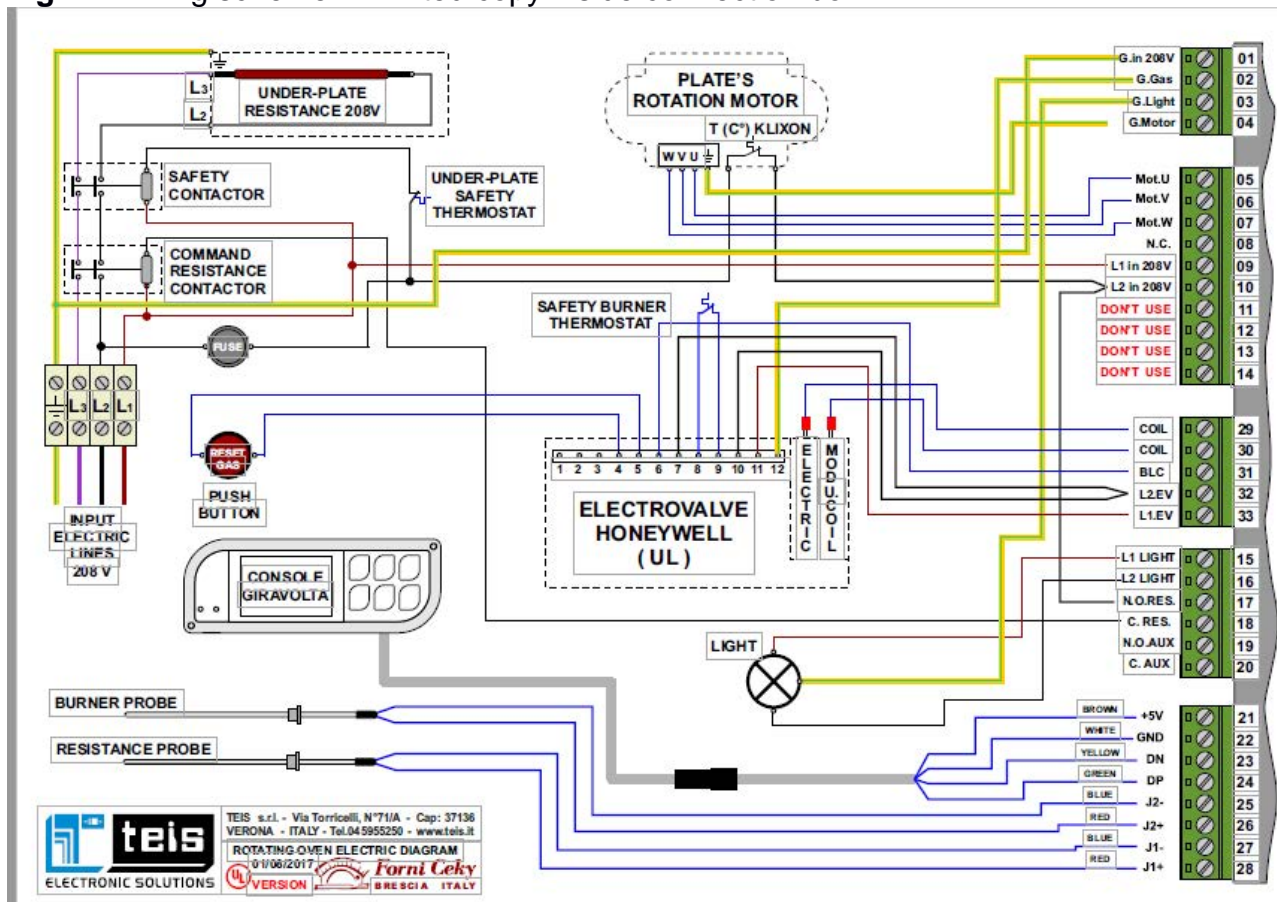 UNDER-PLATE
RESISTANCE 208V
L3
L2
SAFETY
CONTACTOR
COMMAND
RESISTANCE
CONTACTOR
UNDER-PLATE
SAFETY
THERMOSTAT
FUSE
L3 L2 L1
INPUT
ELECTRIC
LINES
208 V
RESET
GAS
PUSH
BUTTON
PLATE'S
ROTATION MOTOR
T (C°) KLIXON
W V U
SAFETY BURNER
THERMOSTAT
1 2 3 4 5 6 7 8 9 10 11 12
ELECTROVALVE
HONEYWELL
( UL )
ELECTRIC
MODU.COIL
CONSOLE
GIRAVOLTA
LIGHT
BURNER PROBE
RESISTANCE PROBE
G.in 208V 01
G.Gas 02
G.Light 03
G.Motor 04
Mot.U 05
Mot.V 06
Mot.W 07
N.C. 08
L1 in 208V 09
L2 in 208V 10
DON'T USE 11
DON'T USE 12
DON'T USE 13
DON'T USE 14
COIL 29
COIL 30
BLC 31
L2.EV 32
L1.EV 33
L1 LIGHT 15
L2 LIGHT 16
N.O.RES. 17
C. RES. 18
N.O.AUX 19
C. AUX 20
BROWN +5V 21
WHITE GND 22
YELLOW DN 23
GREEN DP 24
BLUE J2- 25
RED J2+ 26
BLUE J1- 27
RED J1+ 28
teis
ELECTRONIC SOLUTIONS
TEIS s.r.l. - Via Torricelli, N°71/A - Cap: 37136
VERONA - ITALY - Tel.045955250 - www.teis.it
ROTATING OVEN ELECTRIC DIAGRAM
01/08/2017
UL VERSION
Forni Ceky
BRESCIA ITALY